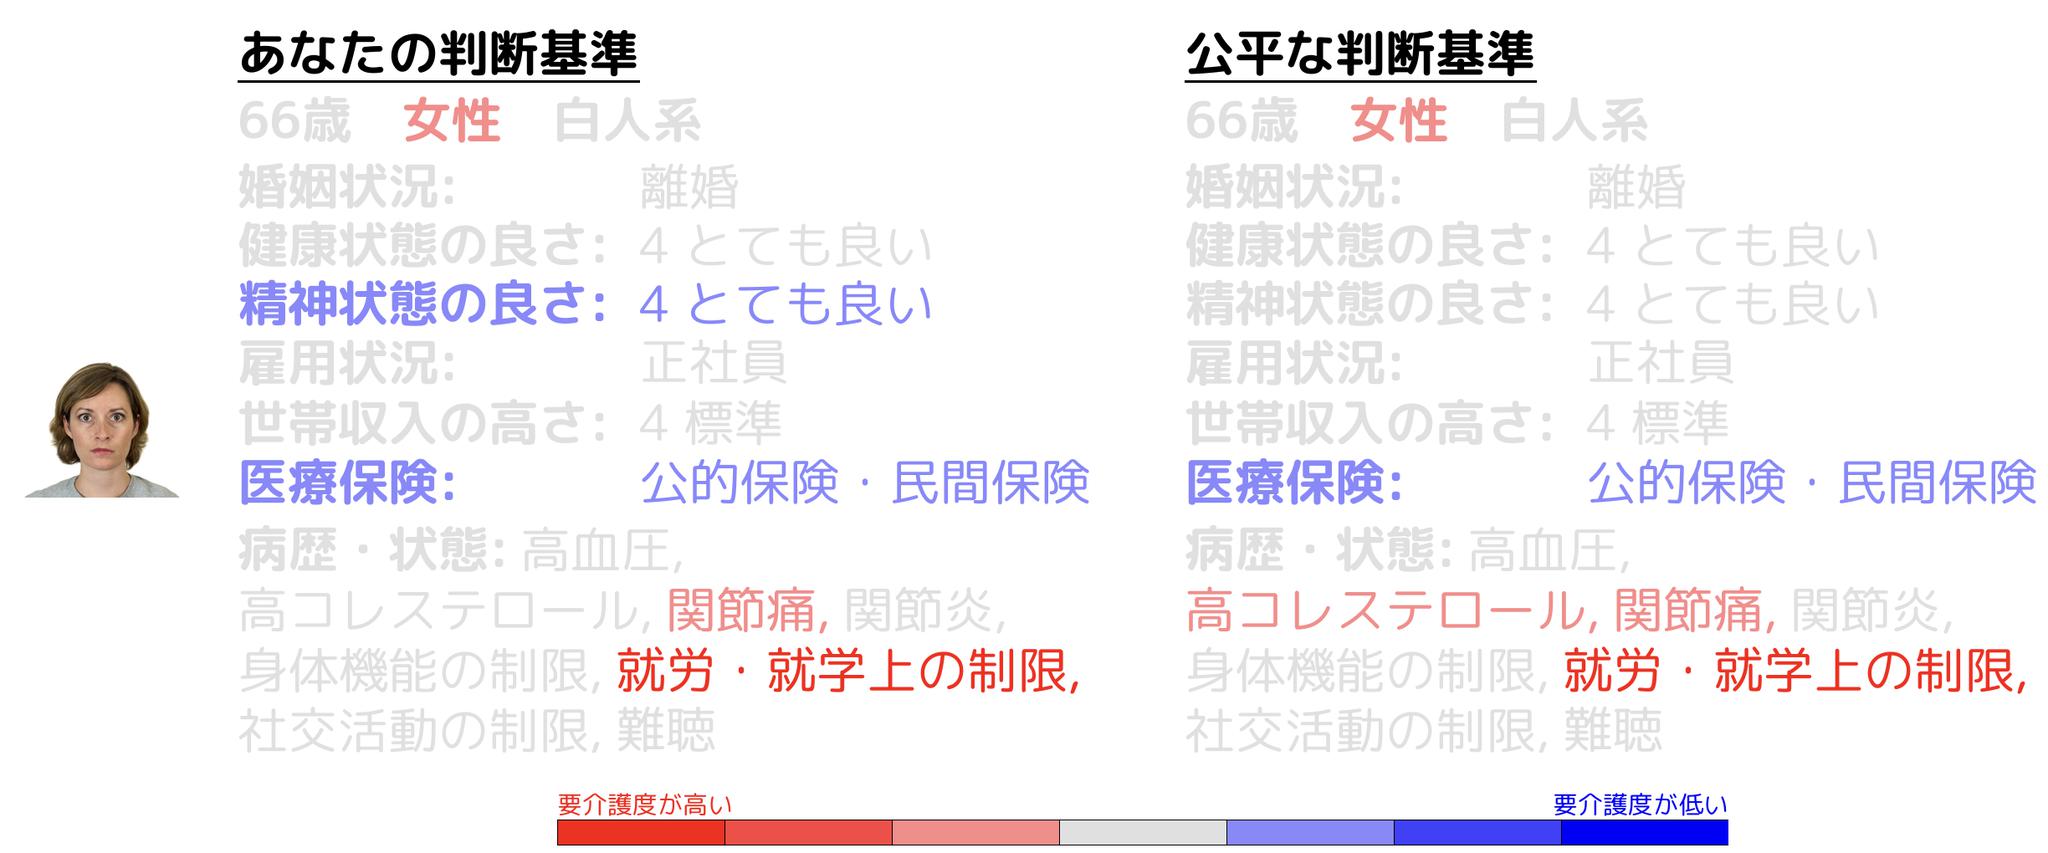 あなたの判断基準
66歳 女性 白人系
婚姻状況: 離婚
健康状態の良さ: 4 とても良い
精神状態の良さ: 4 とても良い
雇用状況: 正社員
世帯収入の高さ: 4 標準
医療保険: 公的保険・民間保険
病歴・状態: 高血圧,
高コレステロール, 関節痛, 関節炎,
身体機能の制限, 就労・就学上の制限,
社交活動の制限, 難聴
公平な判断基準
66歳 女性 白人系
婚姻状況: 離婚
健康状態の良さ: 4 とても良い
精神状態の良さ: 4 とても良い
雇用状況: 正社員
世帯収入の高さ: 4 標準
医療保険: 公的保険・民間保険
病歴・状態: 高血圧,
高コレステロール, 関節痛, 関節炎,
身体機能の制限, 就労・就学上の制限,
社交活動の制限, 難聴
要介護度が高い 要介護度が低い